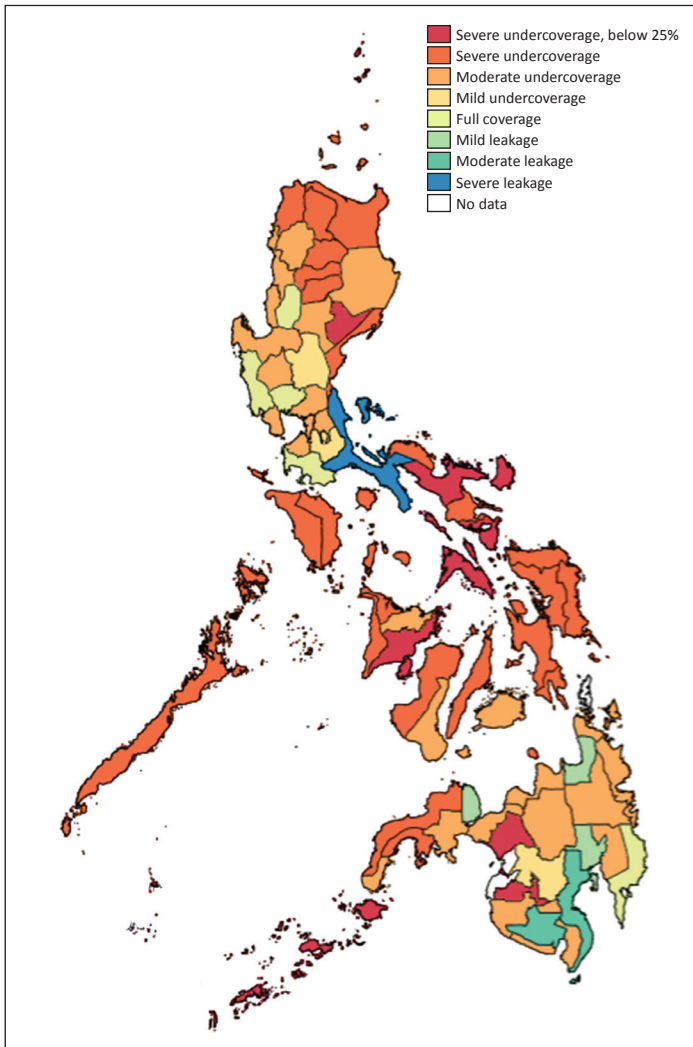 Severe undercoverage, below 25%
Severe undercoverage
Moderate undercoverage
Mild undercoverage
Full coverage
Mild leakage
Moderate leakage
Severe leakage
No data